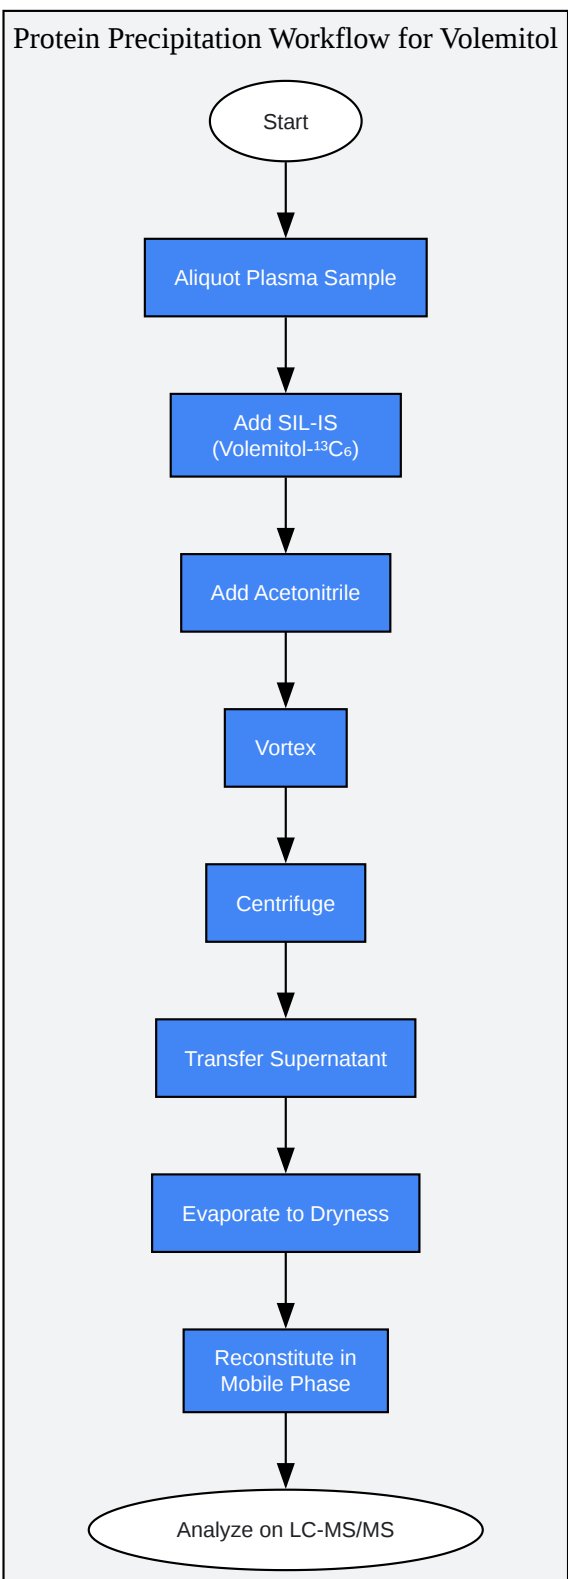 Protein Precipitation Workflow for Volemitol
Start
Aliquot Plasma Sample
Add SIL-IS
(Volemitol-¹³C₆)
Add Acetonitrile
Vortex
Centrifuge
Transfer Supernatant
Evaporate to Dryness
Reconstitute in
Mobile Phase
Analyze on LC-MS/MS